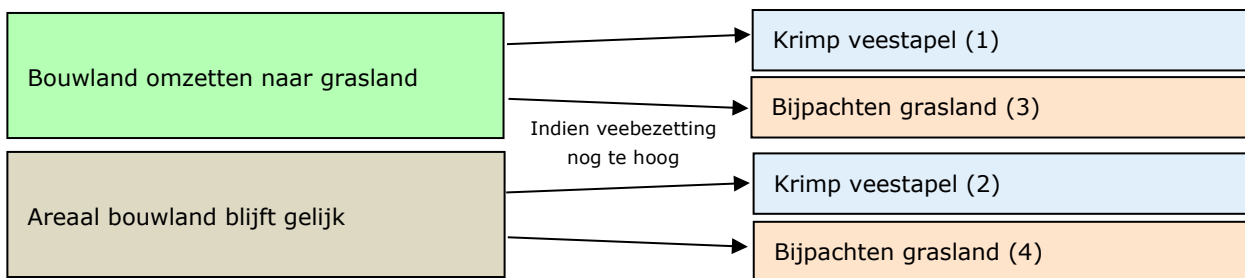 Bouwland omzetten naar grasland
Krimp veestapel (1)
Bijpachten grasland (3)
Indien veebezetting
nog te hoog
Areaal bouwland blijft gelijk
Krimp veestapel (2)
Bijpachten grasland (4)